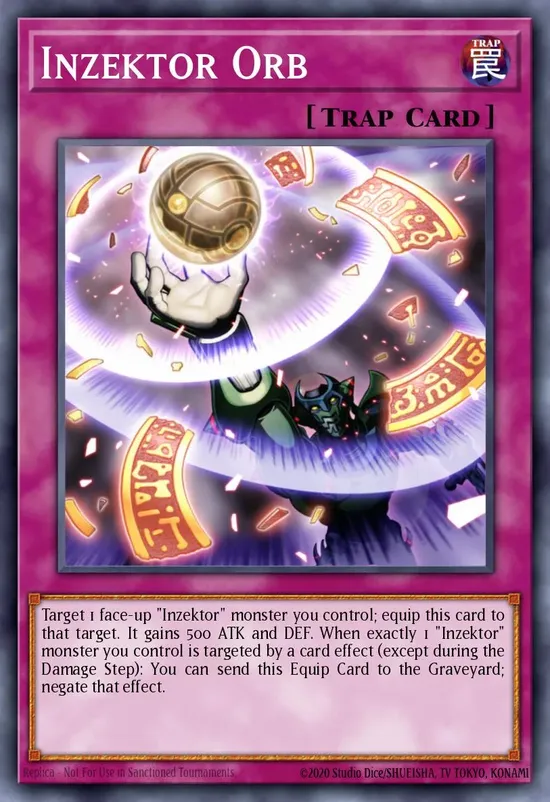 Inzektor Orb
TRAP
罠
[Trap Card]
Target 1 face-up "Inzektor" monster you control; equip this card to
that target. It gains 500 ATK and DEF. When exactly 1 "Inzektor"
monster you control is targeted by a card effect (except during the
Damage Step): You can send this Equip Card to the Graveyard;
negate that effect.
Replica - Not For Use in Sanctioned Tournaments
©2020 Studio Dice/SHUEISHA, TV TOKYO, KONAMI